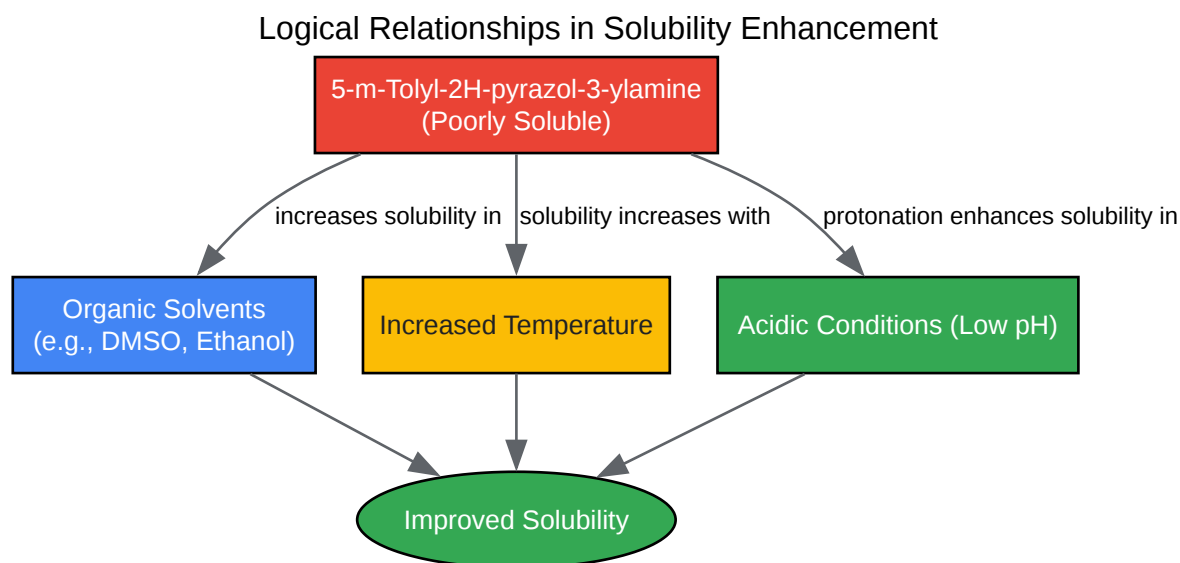 Logical Relationships in Solubility Enhancement
5-m-Tolyl-2H-pyrazol-3-ylamine
(Poorly Soluble)
increases solubility in
solubility increases with
protonation enhances solubility in
Organic Solvents
(e.g., DMSO, Ethanol)
Increased Temperature
Acidic Conditions (Low pH)
Improved Solubility